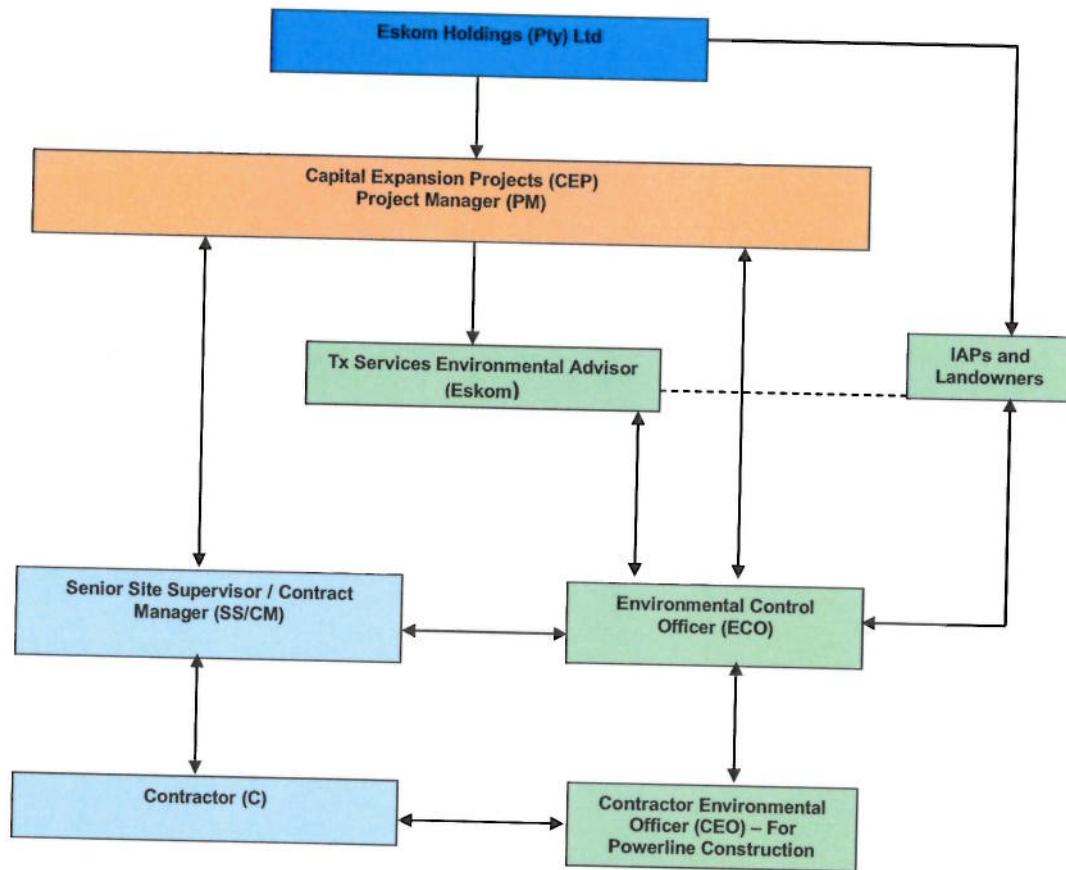 Eskom Holdings (Pty) Ltd
Capital Expansion Projects (CEP)
Project Manager (PM)
Tx Services Environmental Advisor
(Eskom)
IAPs and
Landowners
Senior Site Supervisor / Contract
Manager (SS/CM)
Environmental Control
Officer (ECO)
Contractor (C)
Contractor Environmental
Officer (CEO) – For
Powerline Construction